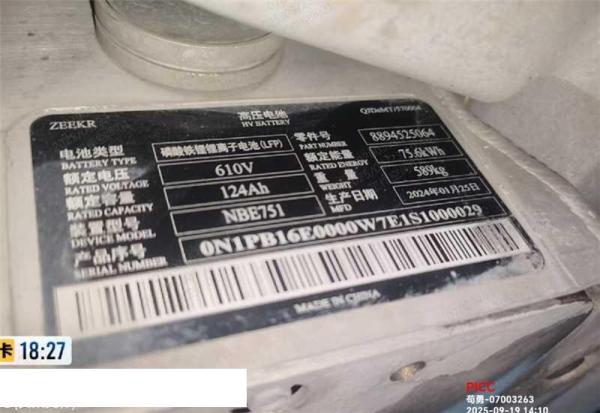 ZEEKR
高压电池
HV BATTERY
电池类型
BATTERY TYPE
磷酸铁锂锂离子电池 (LFP)
零件号
PART NUMBER
8894525064
额定电压
RATED VOLTAGE
610V
额定能量
RATED ENERGY
75.6kWh
额定容量
RATED CAPACITY
124Ah
重量
WEIGHT
589kg
装置型号
DEVICE MODEL
NBE751
生产日期
MFD
2024年01月25日
产品序号
SERIAL NUMBER
0N1PB16E0000W7E1S1000029
MADE IN CHINA
卡 18:27
PICC
荀勇-07003263
2025-09-19 14:10